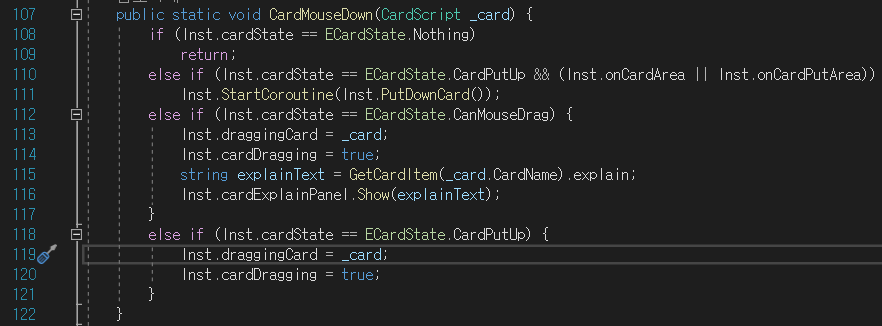 107 public static void CardMouseDown(CardScript _card) {
108 if (Inst.cardState == ECardState.Nothing)
109 return;
110 else if (Inst.cardState == ECardState.CardPutUp && (Inst.onCardArea || Inst.onCardPutArea))
111 Inst.StartCoroutine(Inst.PutDownCard());
112 else if (Inst.cardState == ECardState.CanMouseDrag) {
113 Inst.draggingCard = _card;
114 Inst.cardDragging = true;
115 string explainText = GetCardItem(_card.CardName).explain;
116 Inst.cardExplainPanel.Show(explainText);
117 }
118 else if (Inst.cardState == ECardState.CardPutUp) {
119 Inst.draggingCard = _card;
120 Inst.cardDragging = true;
121 }
122 }